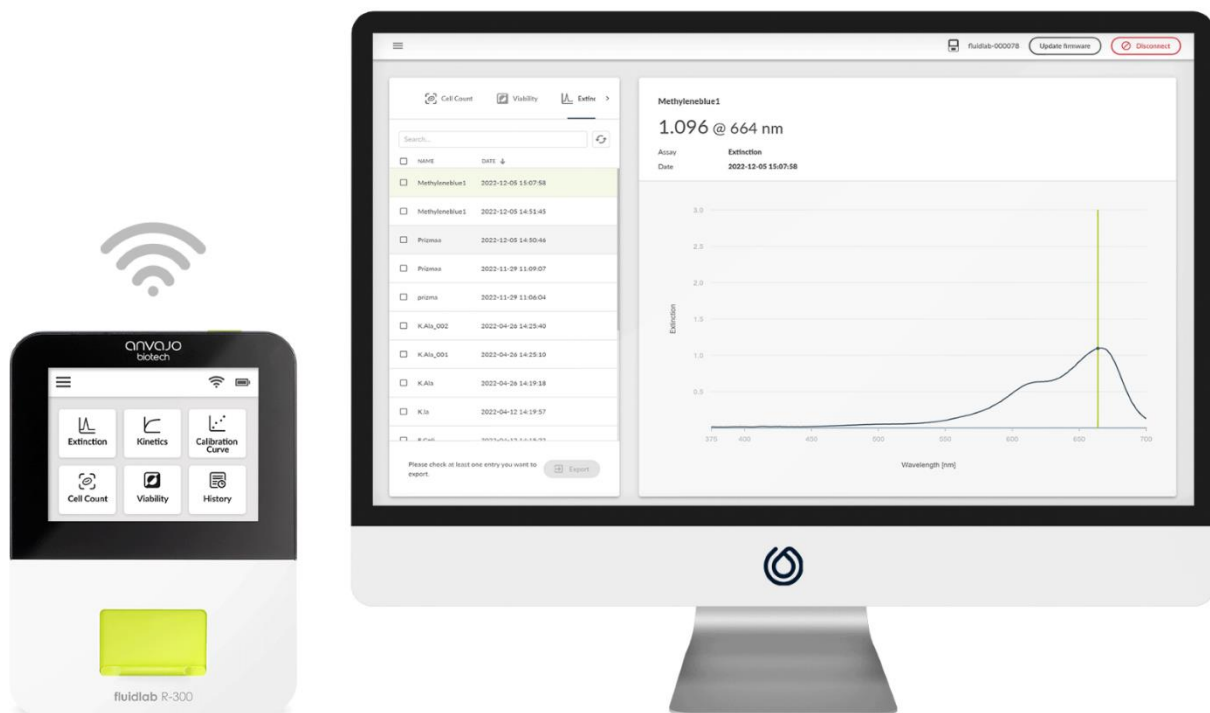 anvajo
biotech
Extinction
Kinetics
Calibration
Curve
Cell Count
Viability
History
fluidlab R-300
fluidlab-000078
Update firmware
Disconnect
Cell Count
Viability
Extinc
Search...
NAME DATE
Methyleneblue1 2022-12-05 15:07:58
Methyleneblue1 2022-12-05 14:51:45
Prizmaa 2022-12-05 14:50:46
Prizmaa 2022-11-29 11:09:07
prizma 2022-11-29 11:06:04
K.Ala_002 2022-04-26 14:25:40
K.Ala_001 2022-04-26 14:25:10
K.Ala 2022-04-26 14:19:18
K.la 2022-04-12 14:19:57
Please check at least one entry you want to
export.
Export
Methyleneblue1
1.096 @ 664 nm
Assay Extinction
Date 2022-12-05 15:07:58
3.0
2.5
2.0
1.5
1.0
0.5
Extinction
375 400 450 500 550 600 650 700
Wavelength [nm]